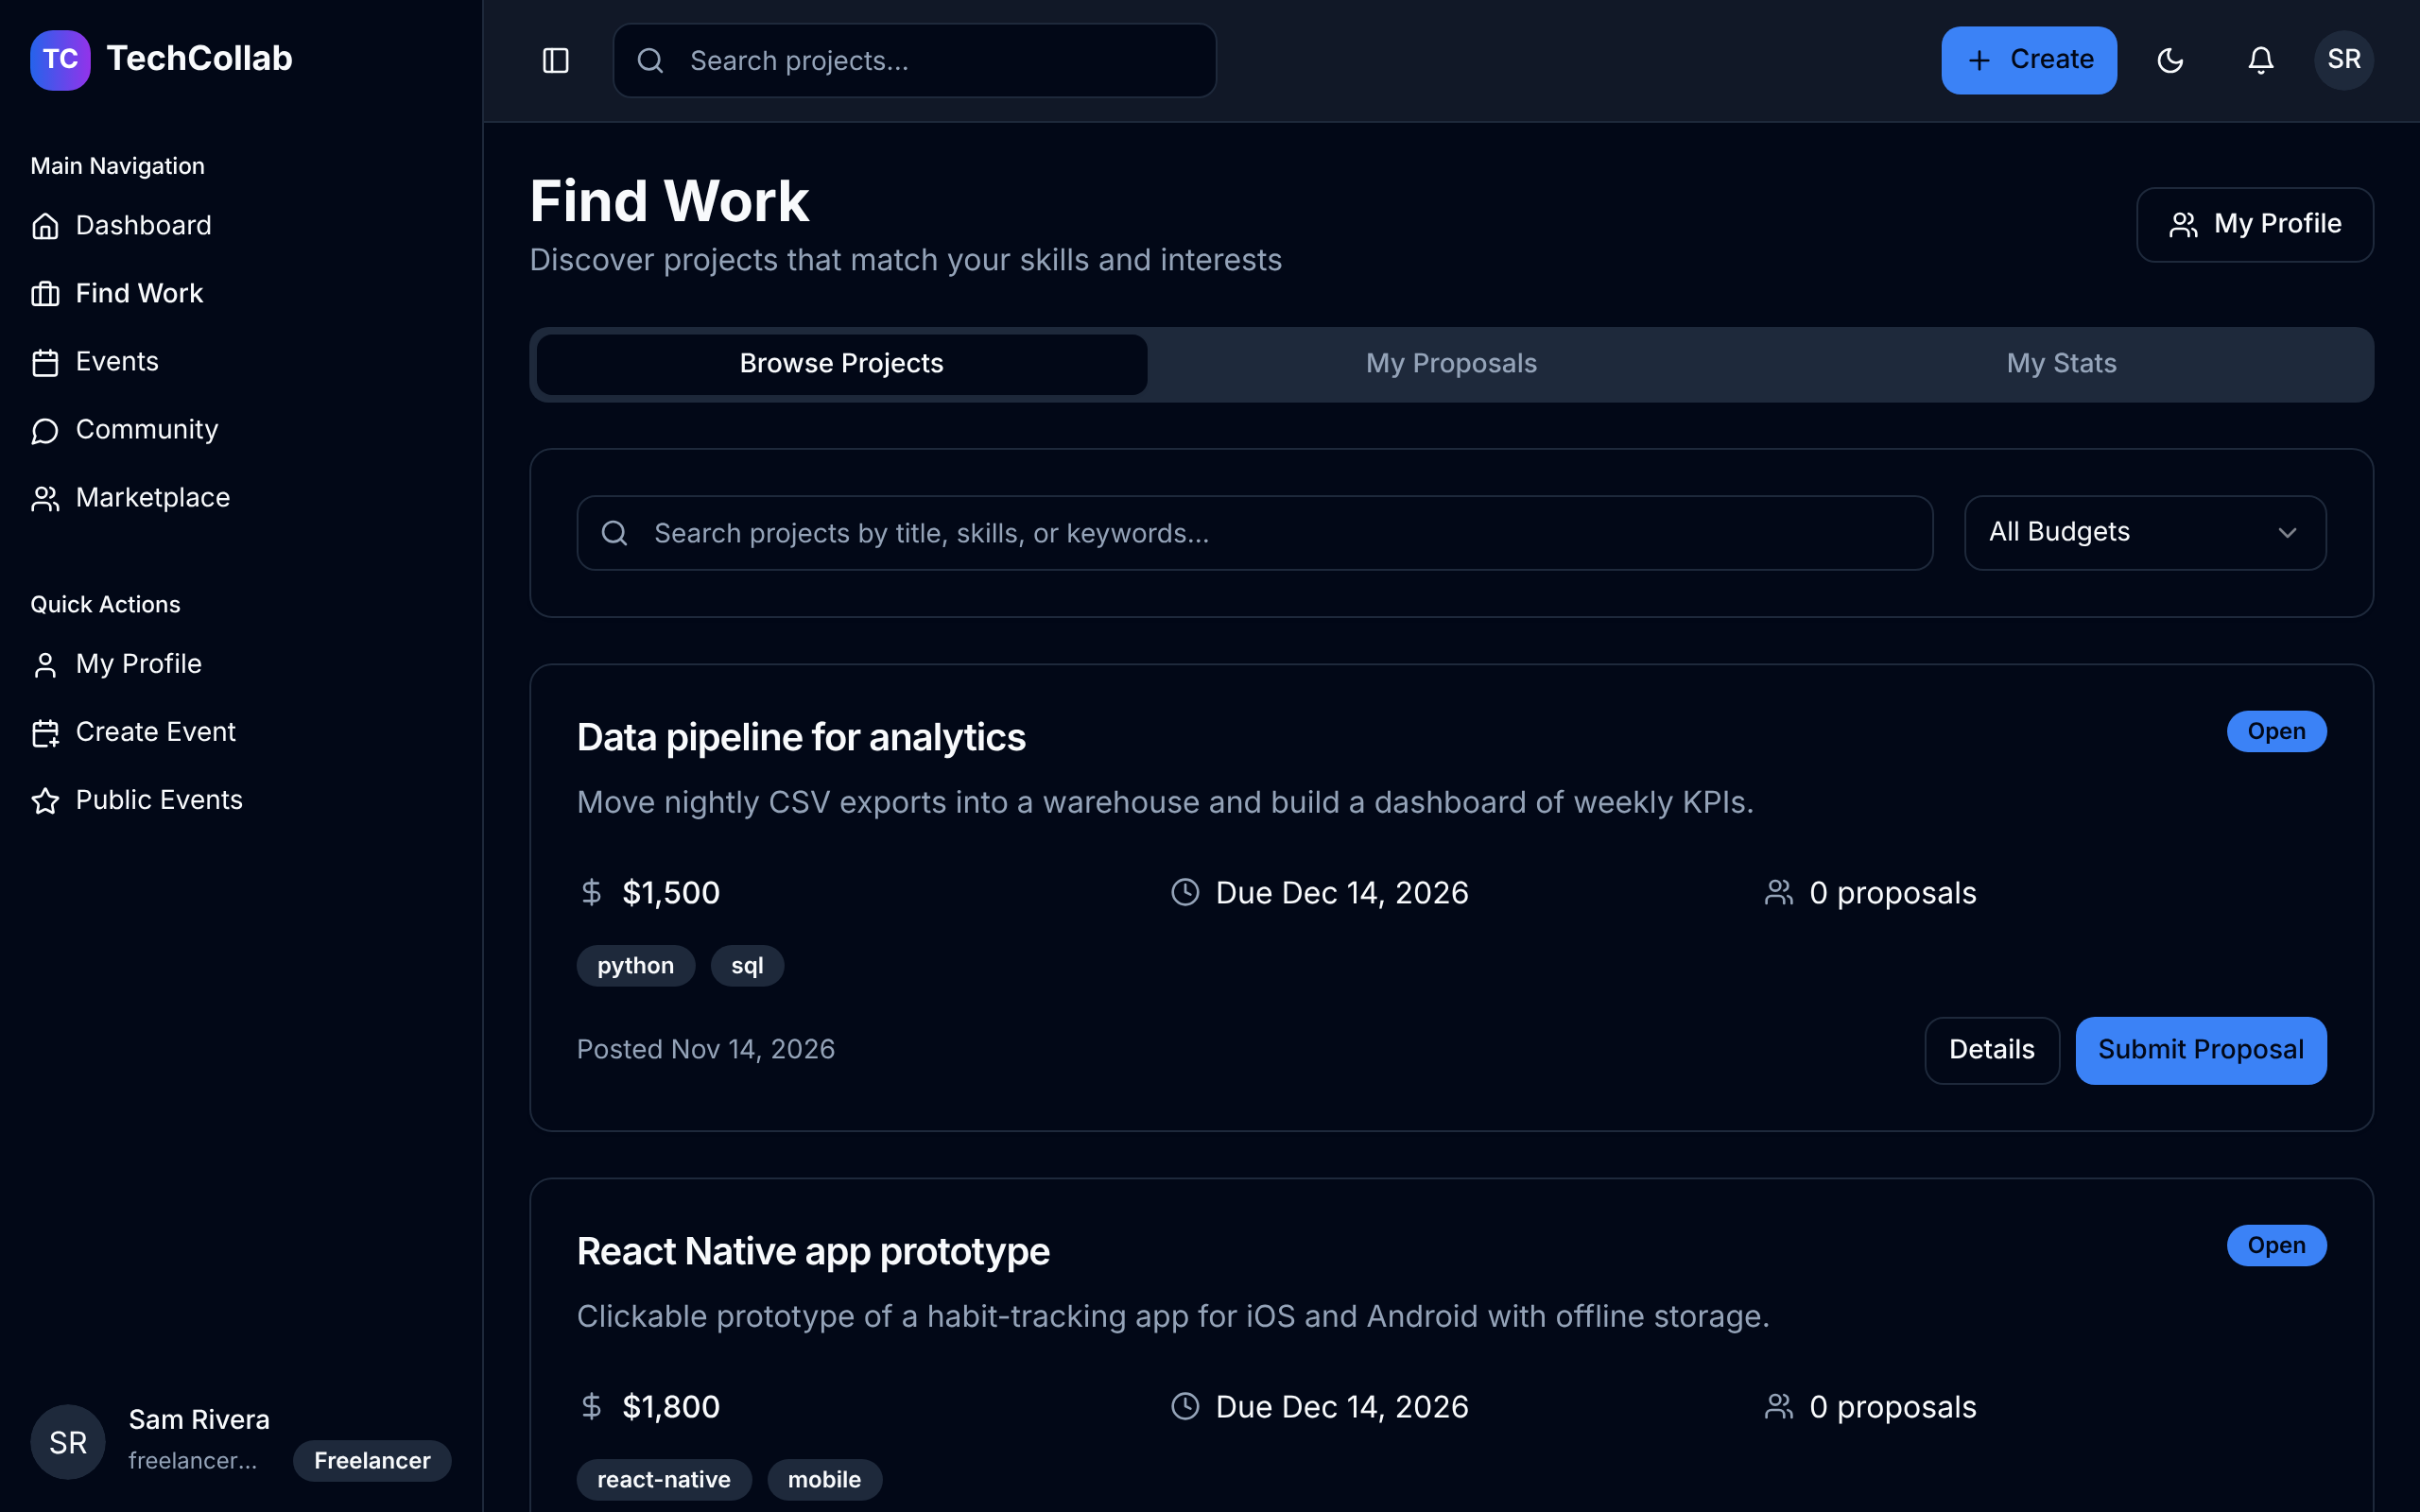 TC TechCollab
Main Navigation
Dashboard
Find Work
Events
Community
Marketplace
Quick Actions
My Profile
Create Event
Public Events
SR
Sam Rivera
freelancer...
Freelancer
Search projects...
Create
SR
Find Work
Discover projects that match your skills and interests
My Profile
Browse Projects
My Proposals
My Stats
Search projects by title, skills, or keywords...
All Budgets
Data pipeline for analytics
Open
Move nightly CSV exports into a warehouse and build a dashboard of weekly KPIs.
$1,500
Due Dec 14, 2026
0 proposals
python
sql
Posted Nov 14, 2026
Details
Submit Proposal
React Native app prototype
Open
Clickable prototype of a habit-tracking app for iOS and Android with offline storage.
$1,800
Due Dec 14, 2026
0 proposals
react-native
mobile